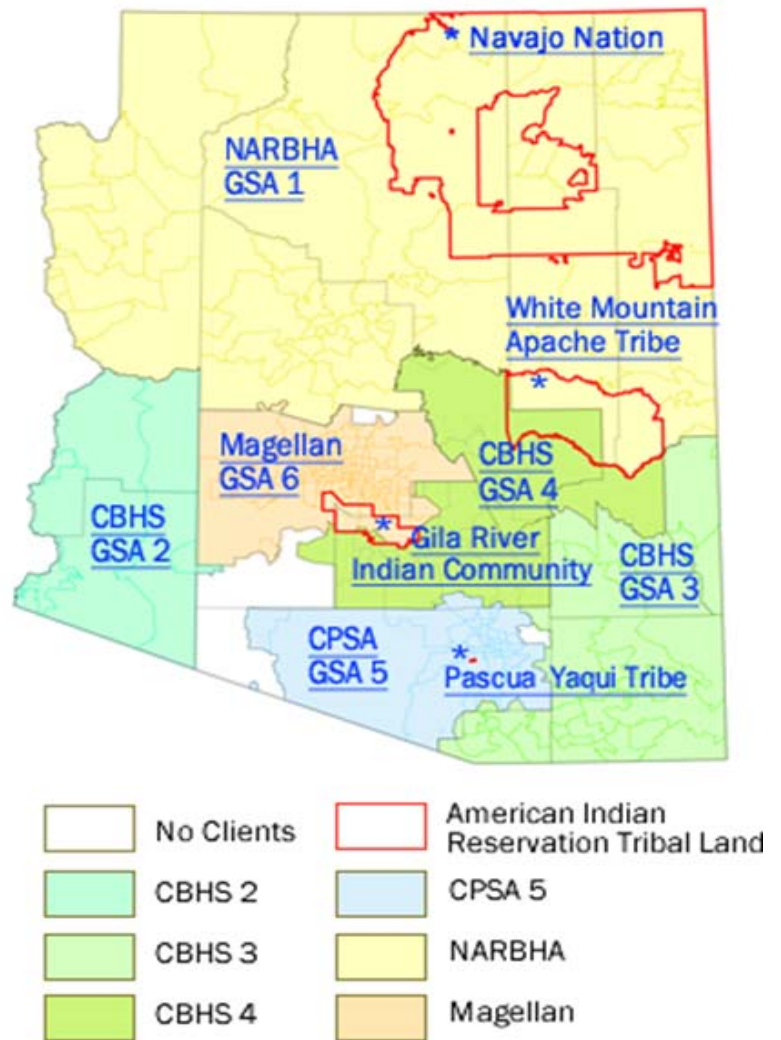 * Navajo Nation
NARBHA
GSA 1
White Mountain
Apache Tribe
*
Magellan
GSA 6
CBHS
GSA 4
CBHS
GSA 2
* Gila River
Indian Community
CBHS
GSA 3
CPSA
GSA 5
*
Pascua Yaqui Tribe
No Clients
American Indian
Reservation Tribal Land
CBHS 2
CPSA 5
CBHS 3
NARBHA
CBHS 4
Magellan